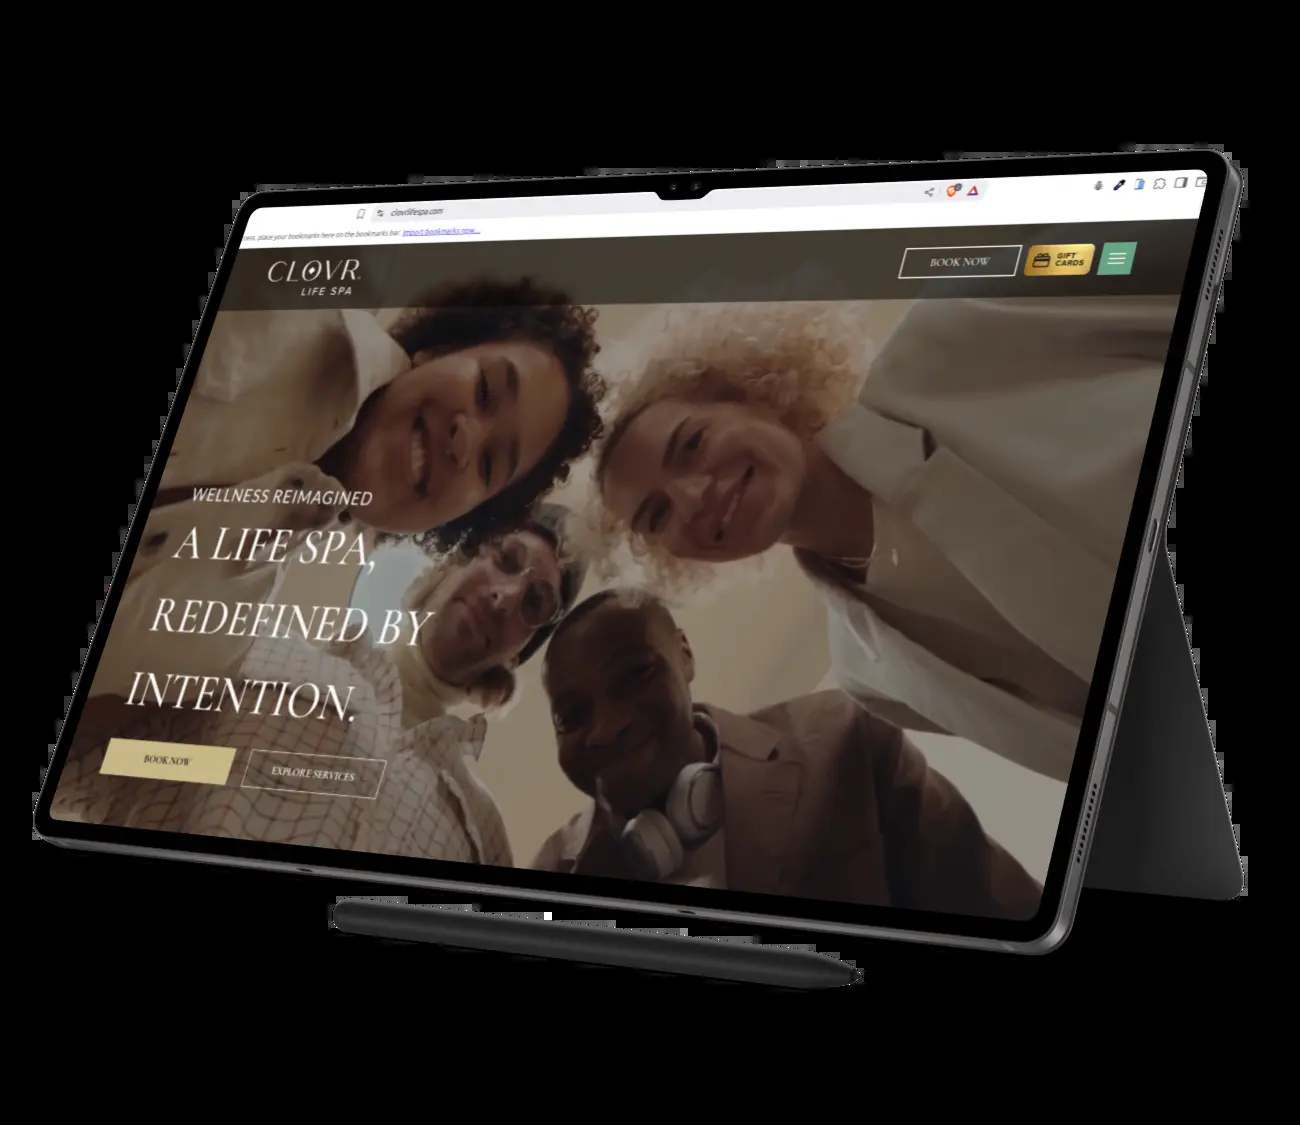 clovrlifespa.com
place your bookmarks here on the bookmarks bar. Import bookmarks now...
CLOVR
LIFE SPA
BOOK NOW
GIFT
CARDS
WELLNESS REIMAGINED
A LIFE SPA,
REDEFINED BY
INTENTION.
BOOK NOW
EXPLORE SERVICES